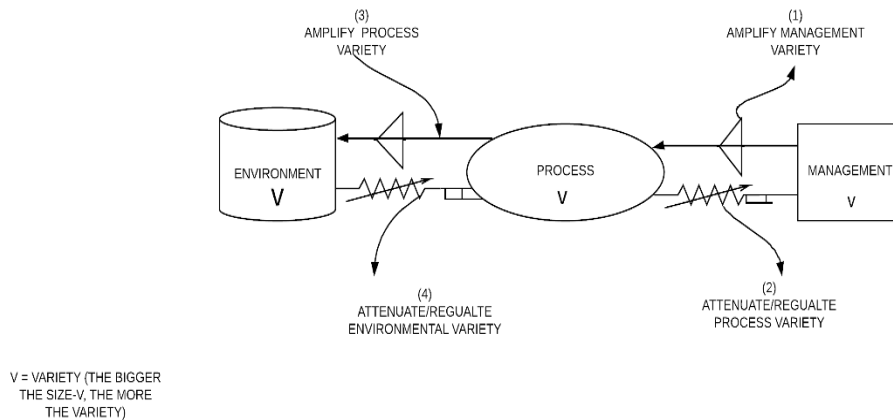 (3)
AMPLIFY PROCESS
VARIETY
(1)
AMPLIFY MANAGEMENT
VARIETY
ENVIRONMENT
V
PROCESS
V
MANAGEMENT
V
(4)
ATTENUATE/REGUALTE
ENVIRONMENTAL VARIETY
(2)
ATTENUATE/REGUALTE
PROCESS VARIETY
V = VARIETY (THE BIGGER
THE SIZE-V, THE MORE
THE VARIETY)